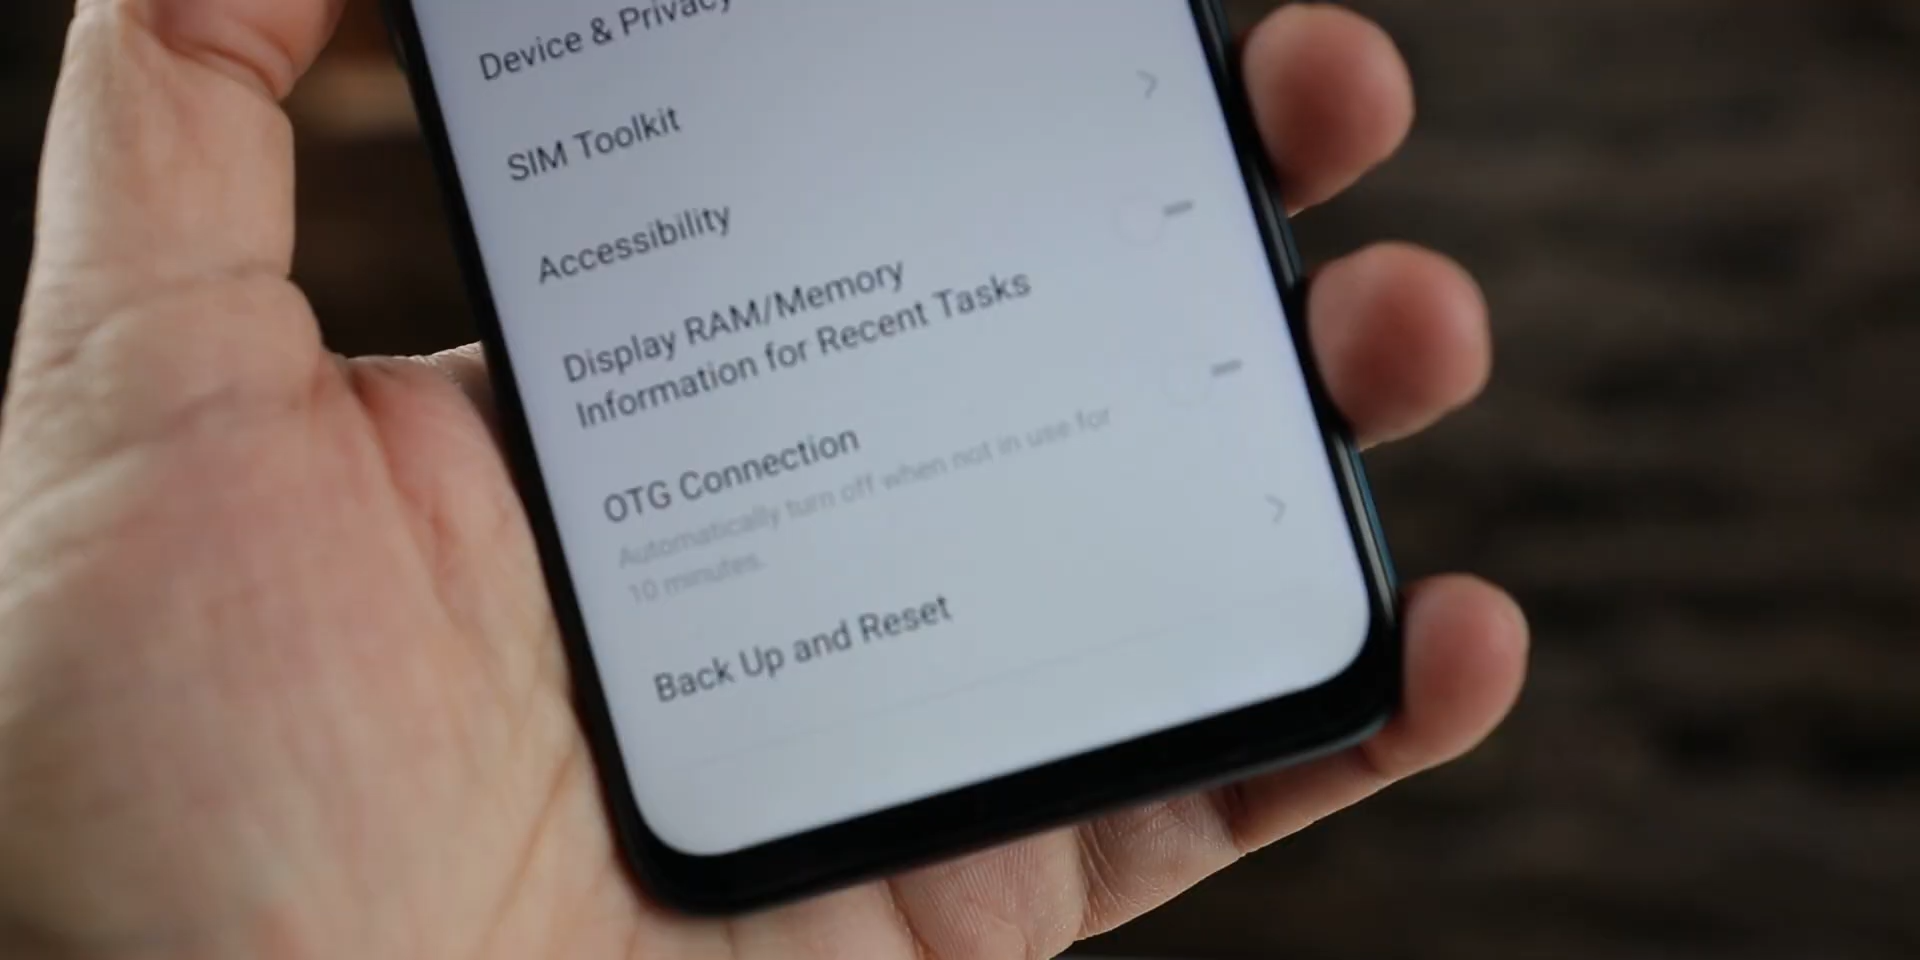 Device & Privacy
SIM Toolkit
Accessibility
Display RAM/Memory
Information for Recent Tasks
OTG Connection
Automatically turn off when not in use for
10 minutes.
Back Up and Reset